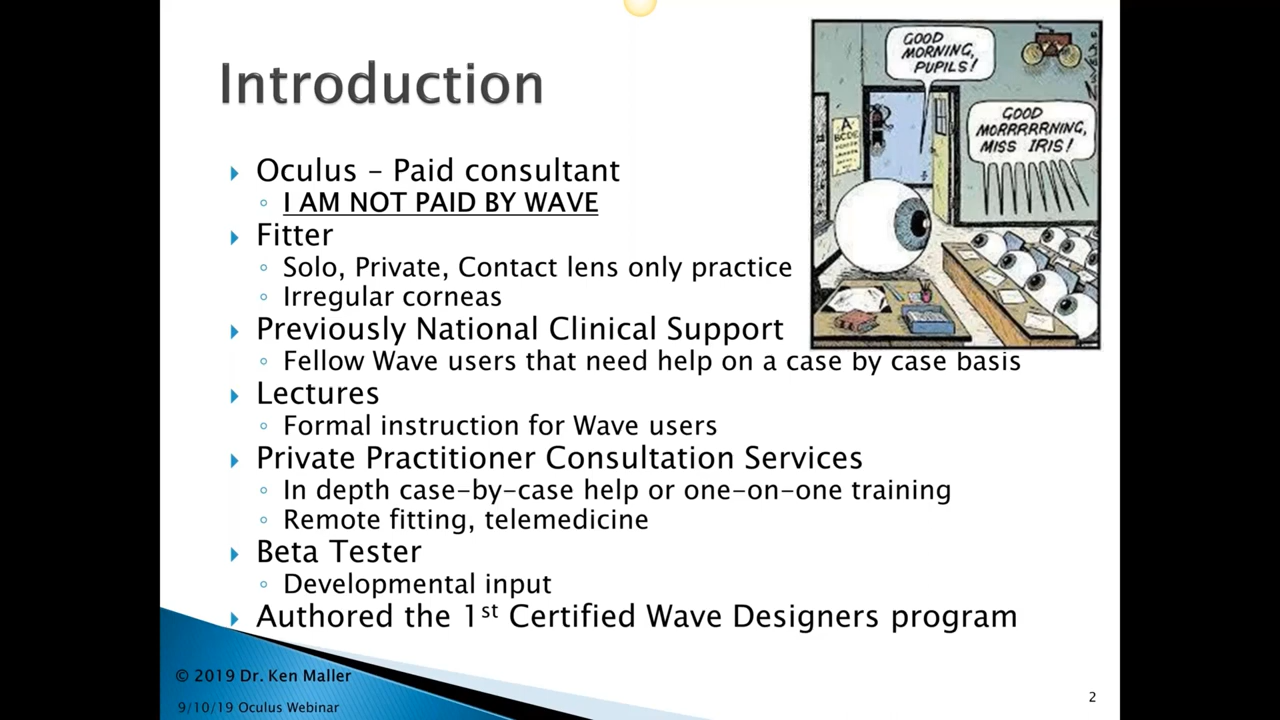 Introduction
Oculus – Paid consultant
I AM NOT PAID BY WAVE
Fitter
Solo, Private, Contact lens only practice
Irregular corneas
Previously National Clinical Support
Fellow Wave users that need help on a case by case basis
Lectures
Formal instruction for Wave users
Private Practitioner Consultation Services
In depth case-by-case help or one-on-one training
Remote fitting, telemedicine
Beta Tester
Developmental input
Authored the 1st Certified Wave Designers program
GOOD
MORNING,
PUPILS!
GOOD
MORRRRRNING,
MISS IRIS!
A
BCDE
© 2019 Dr. Ken Maller
9/10/19 Oculus Webinar
2